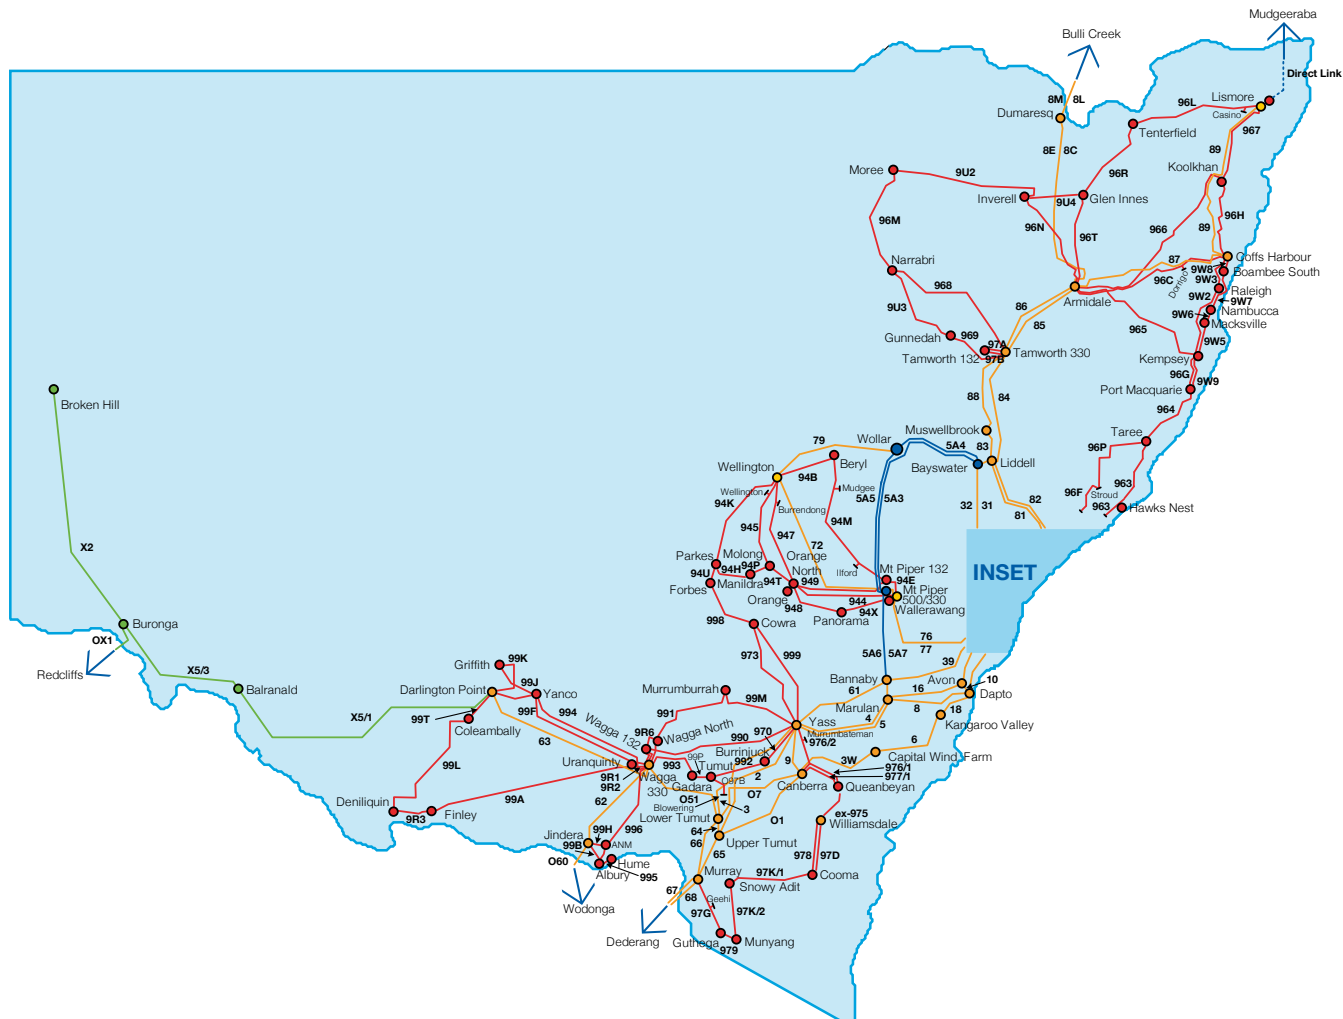 Mudgeeraba
Bulli Creek
Direct Link
8M
8L
96L
Lismore
Casino
Dumaresq
967
Tenterfield
8E
8C
89
Koolkhan
Moree
9U2
96R
Inverell
9U4
Glen Innes
96M
96N
96T
966
96H
89
Narrabri
87
Coffs Harbour
9W8
Boambee South
96C
Dorrigo
9W3
968
Armidale
Raleigh
9W2
9W7
9U3
86
85
965
9W6
Nambucca
Macksville
Gunnedah
969
97A
Tamworth 132
97B
Tamworth 330
9W5
Kempsey
96G
9W9
Broken Hill
88
84
Port Macquarie
964
Muswellbrook
Taree
79
Wollar
5A4
83
96P
Wellington
Beryl
Bayswater
Liddell
94B
Wellington
Mudgee
96F
Stroud
963
94K
Burrendong
5A5
5A3
32
31
82
963
Hawks Nest
81
945
947
94M
X2
72
Parkes
Molong
Orange
North
94U
94H
94P
Ilford
Mt Piper 132
INSET
Forbes
Manildra
94T
949
94E
Mt Piper
500/330
Orange
948
944
94X
Wallerawang
Panorama
998
Buronga
Cowra
OX1
76
77
973
999
5A6
5A7
39
Redcliffs
X5/3
Griffith
99K
Balranald
Darlington Point
99J
Yanco
Murrumburrah
99M
Bannaby
61
Avon
10
16
Dapto
X5/1
99T
99F
994
991
Marulan
8
18
Coleambally
Wagga 132
9R6
Wagga North
Yass
4
5
Kangaroo Valley
63
990
970
Murrumbateman
976/2
6
Burrinjuck
Uranquinty
993
99P
Tumut
992
9
3W
Capital Wind Farm
99L
9R1
9R2
Wagga
330
Gadara
O97B
2
976/1
977/1
Canberra
Queanbeyan
Deniliquin
99A
62
O51
O7
Blowering
3
9R3
Finley
Lower Tumut
O1
ex-975
Williamsdale
Jindera
99H
996
64
66
Upper Tumut
99B
ANM
65
978
97D
O60
Hume
Albury
995
Murray
97K/1
Cooma
Snowy Adit
67
68
Geehi
Wodonga
97G
97K/2
Dederang
Guthega
979
Munyang